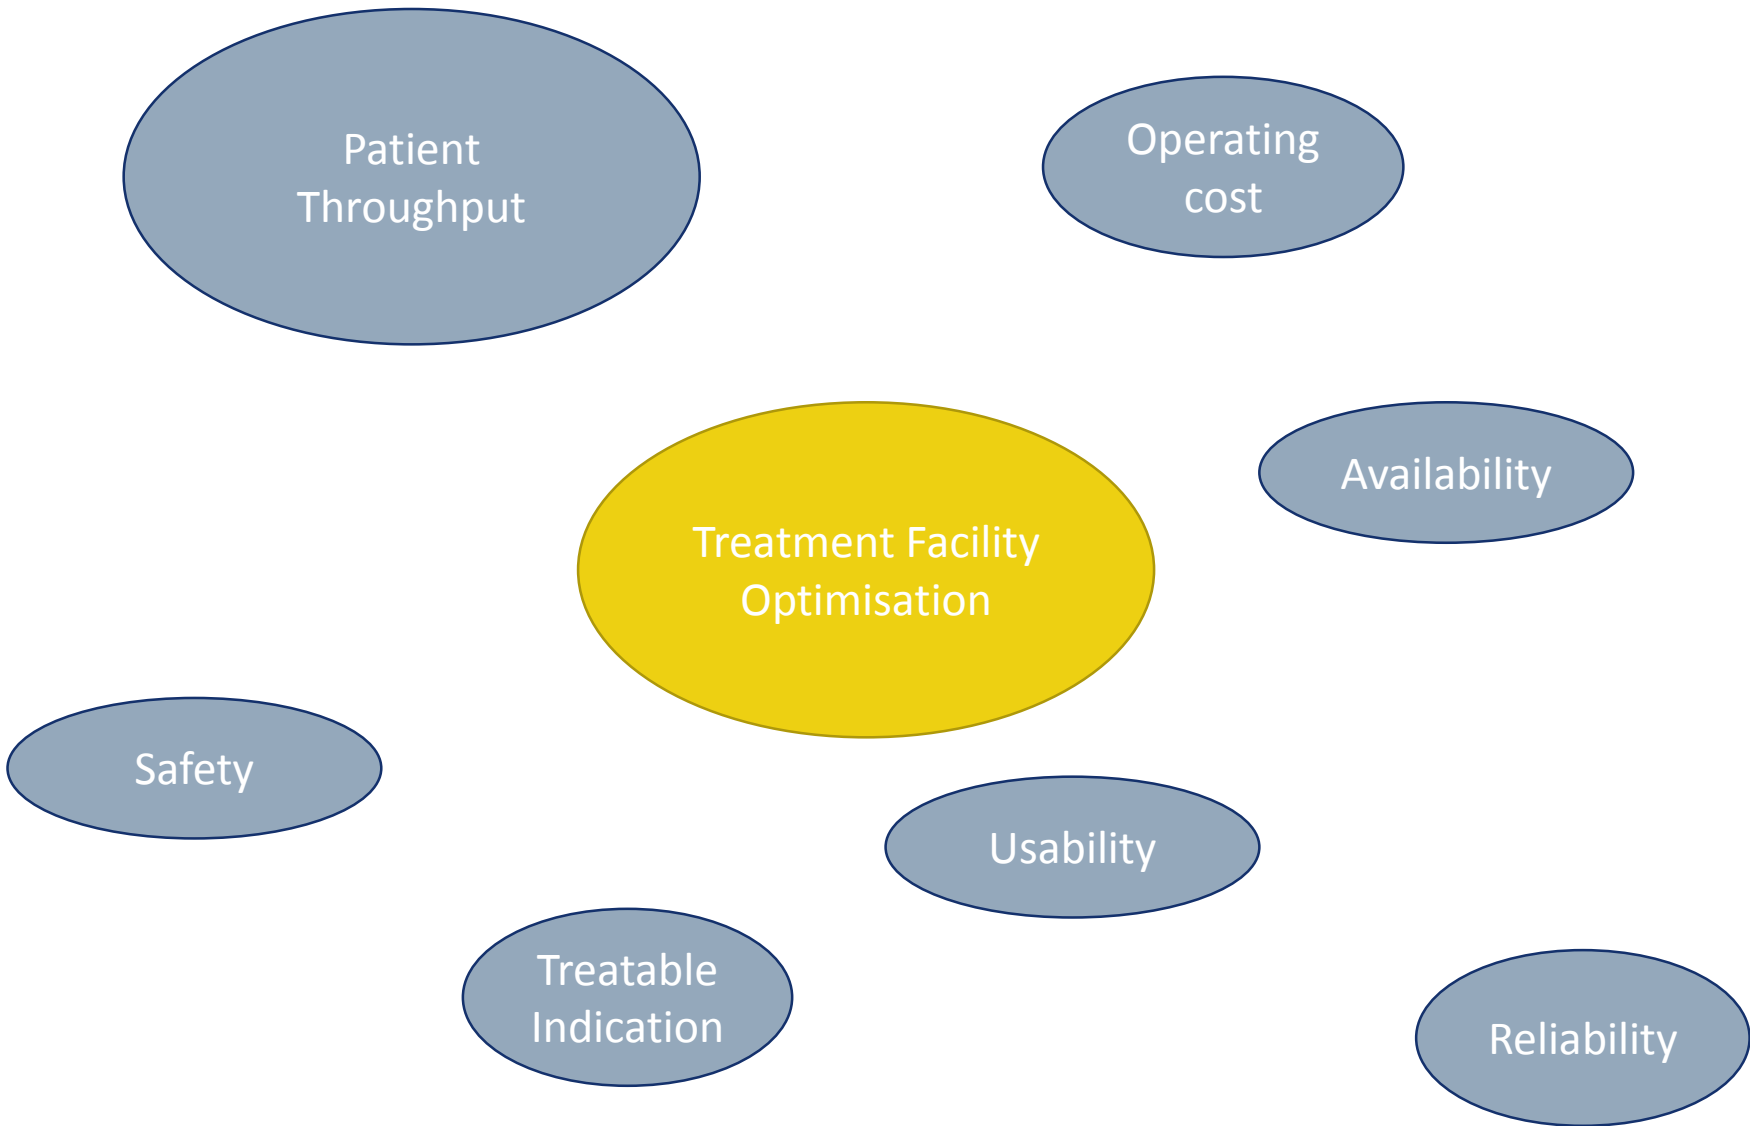 Patient
Throughput
Operating
cost
Availability
Treatment Facility
Optimisation
Safety
Usability
Treatable
Indication
Reliability